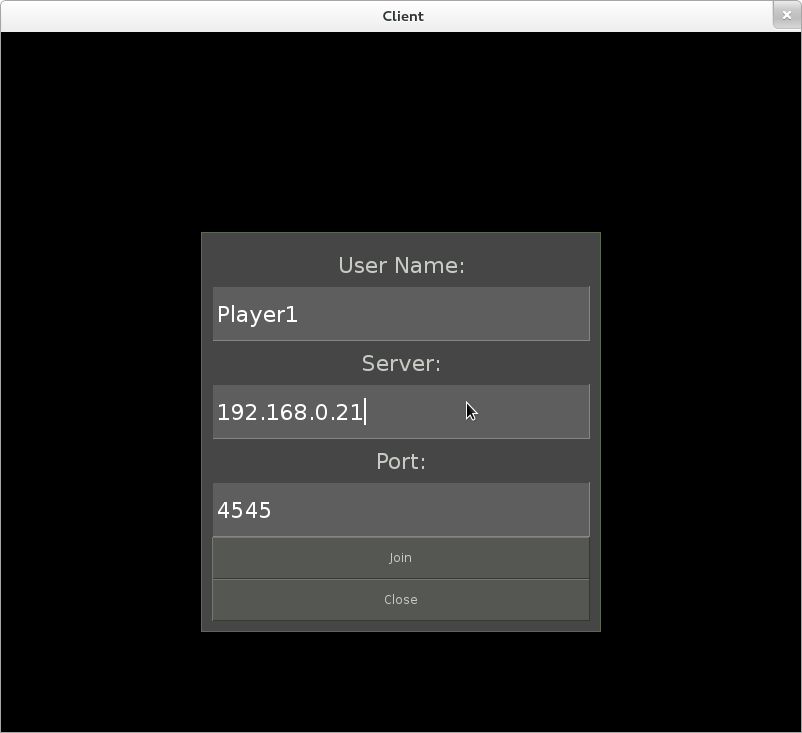 Client
User Name:
Player1
Server:
192.168.0.21
Port:
4545
Join
Close